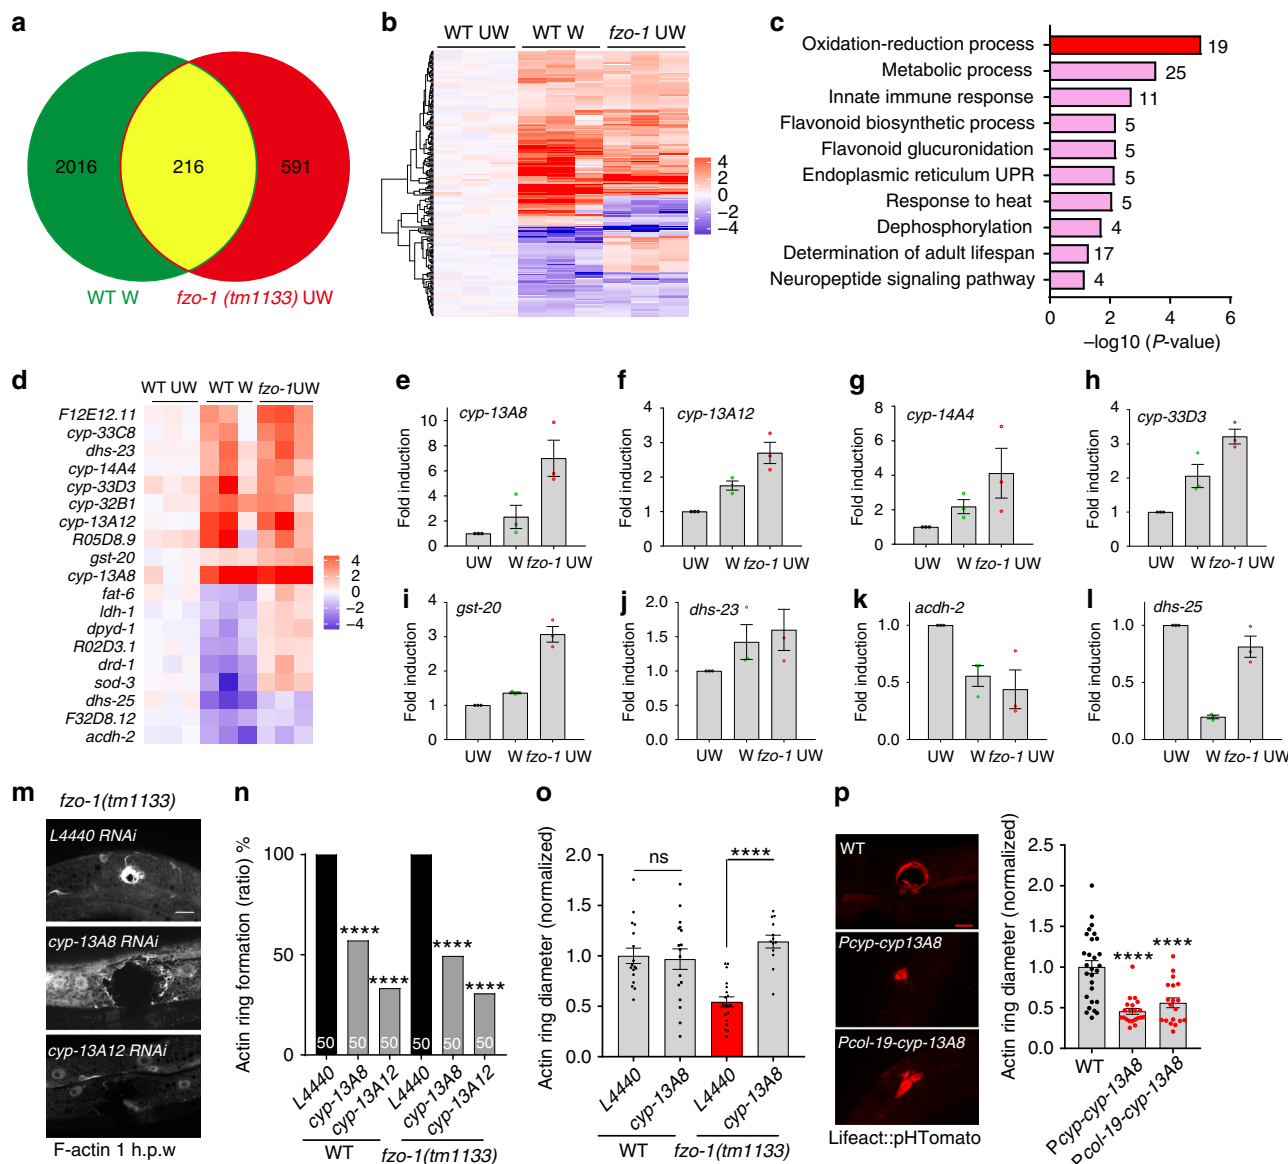 a
2016
216
591
WT W
fzo-1 (tm1133) UW
b
WT UW
WT W
fzo-1 UW
4
2
0
−2
−4
c
Oxidation-reduction process
19
Metabolic process
25
Innate immune response
11
Flavonoid biosynthetic process
5
Flavonoid glucuronidation
5
Endoplasmic reticulum UPR
5
Response to heat
5
Dephosphorylation
4
Determination of adult lifespan
17
Neuropeptide signaling pathway
4
0 2 4 6
−log10 (P-value)
d
WT UW
WT W
fzo-1UW
F12E12.11
cyp-33C8
dhs-23
cyp-14A4
cyp-33D3
cyp-32B1
cyp-13A12
R05D8.9
gst-20
cyp-13A8
fat-6
ldh-1
dpyd-1
R02D3.1
drd-1
sod-3
dhs-25
F32D8.12
acdh-2
4
2
0
−2
−4
e
cyp-13A8
Fold induction
10
8
6
4
2
0
UW W fzo-1 UW
f
cyp-13A12
Fold induction
4
3
2
1
0
UW W fzo-1 UW
g
cyp-14A4
Fold induction
8
6
4
2
0
UW W fzo-1 UW
h
cyp-33D3
Fold induction
4
3
2
1
0
UW W fzo-1 UW
i
gst-20
Fold induction
4
3
2
1
0
UW W fzo-1 UW
j
dhs-23
Fold induction
2.0
1.5
1.0
0.5
0.0
UW W fzo-1 UW
k
acdh-2
Fold induction
1.0
0.5
0.0
UW W fzo-1 UW
l
dhs-25
Fold induction
1.0
0.5
0.0
UW W fzo-1 UW
m
fzo-1(tm1133)
L4440 RNAi
cyp-13A8 RNAi
cyp-13A12 RNAi
F-actin 1 h.p.w
n
Actin ring formation (ratio) %
100
50
0
****
****
****
****
50 50 50 50 50 50
L4440
cyp-13A8
cyp-13A12
L4440
cyp-13A8
cyp-13A12
WT
fzo-1(tm1133)
o
Actin ring diameter (normalized)
2.0
1.5
1.0
0.5
0.0
ns
****
L4440
cyp-13A8
L4440
cyp-13A8
WT
fzo-1(tm1133)
p
WT
Pcyp-cyp13A8
Pcol-19-cyp-13A8
Lifeact::pHTomato
Actin ring diameter (normalized)
2.5
2.0
1.5
1.0
0.5
0.0
****
****
WT
Pcyp-cyp-13A8
Pcol-19-cyp-13A8